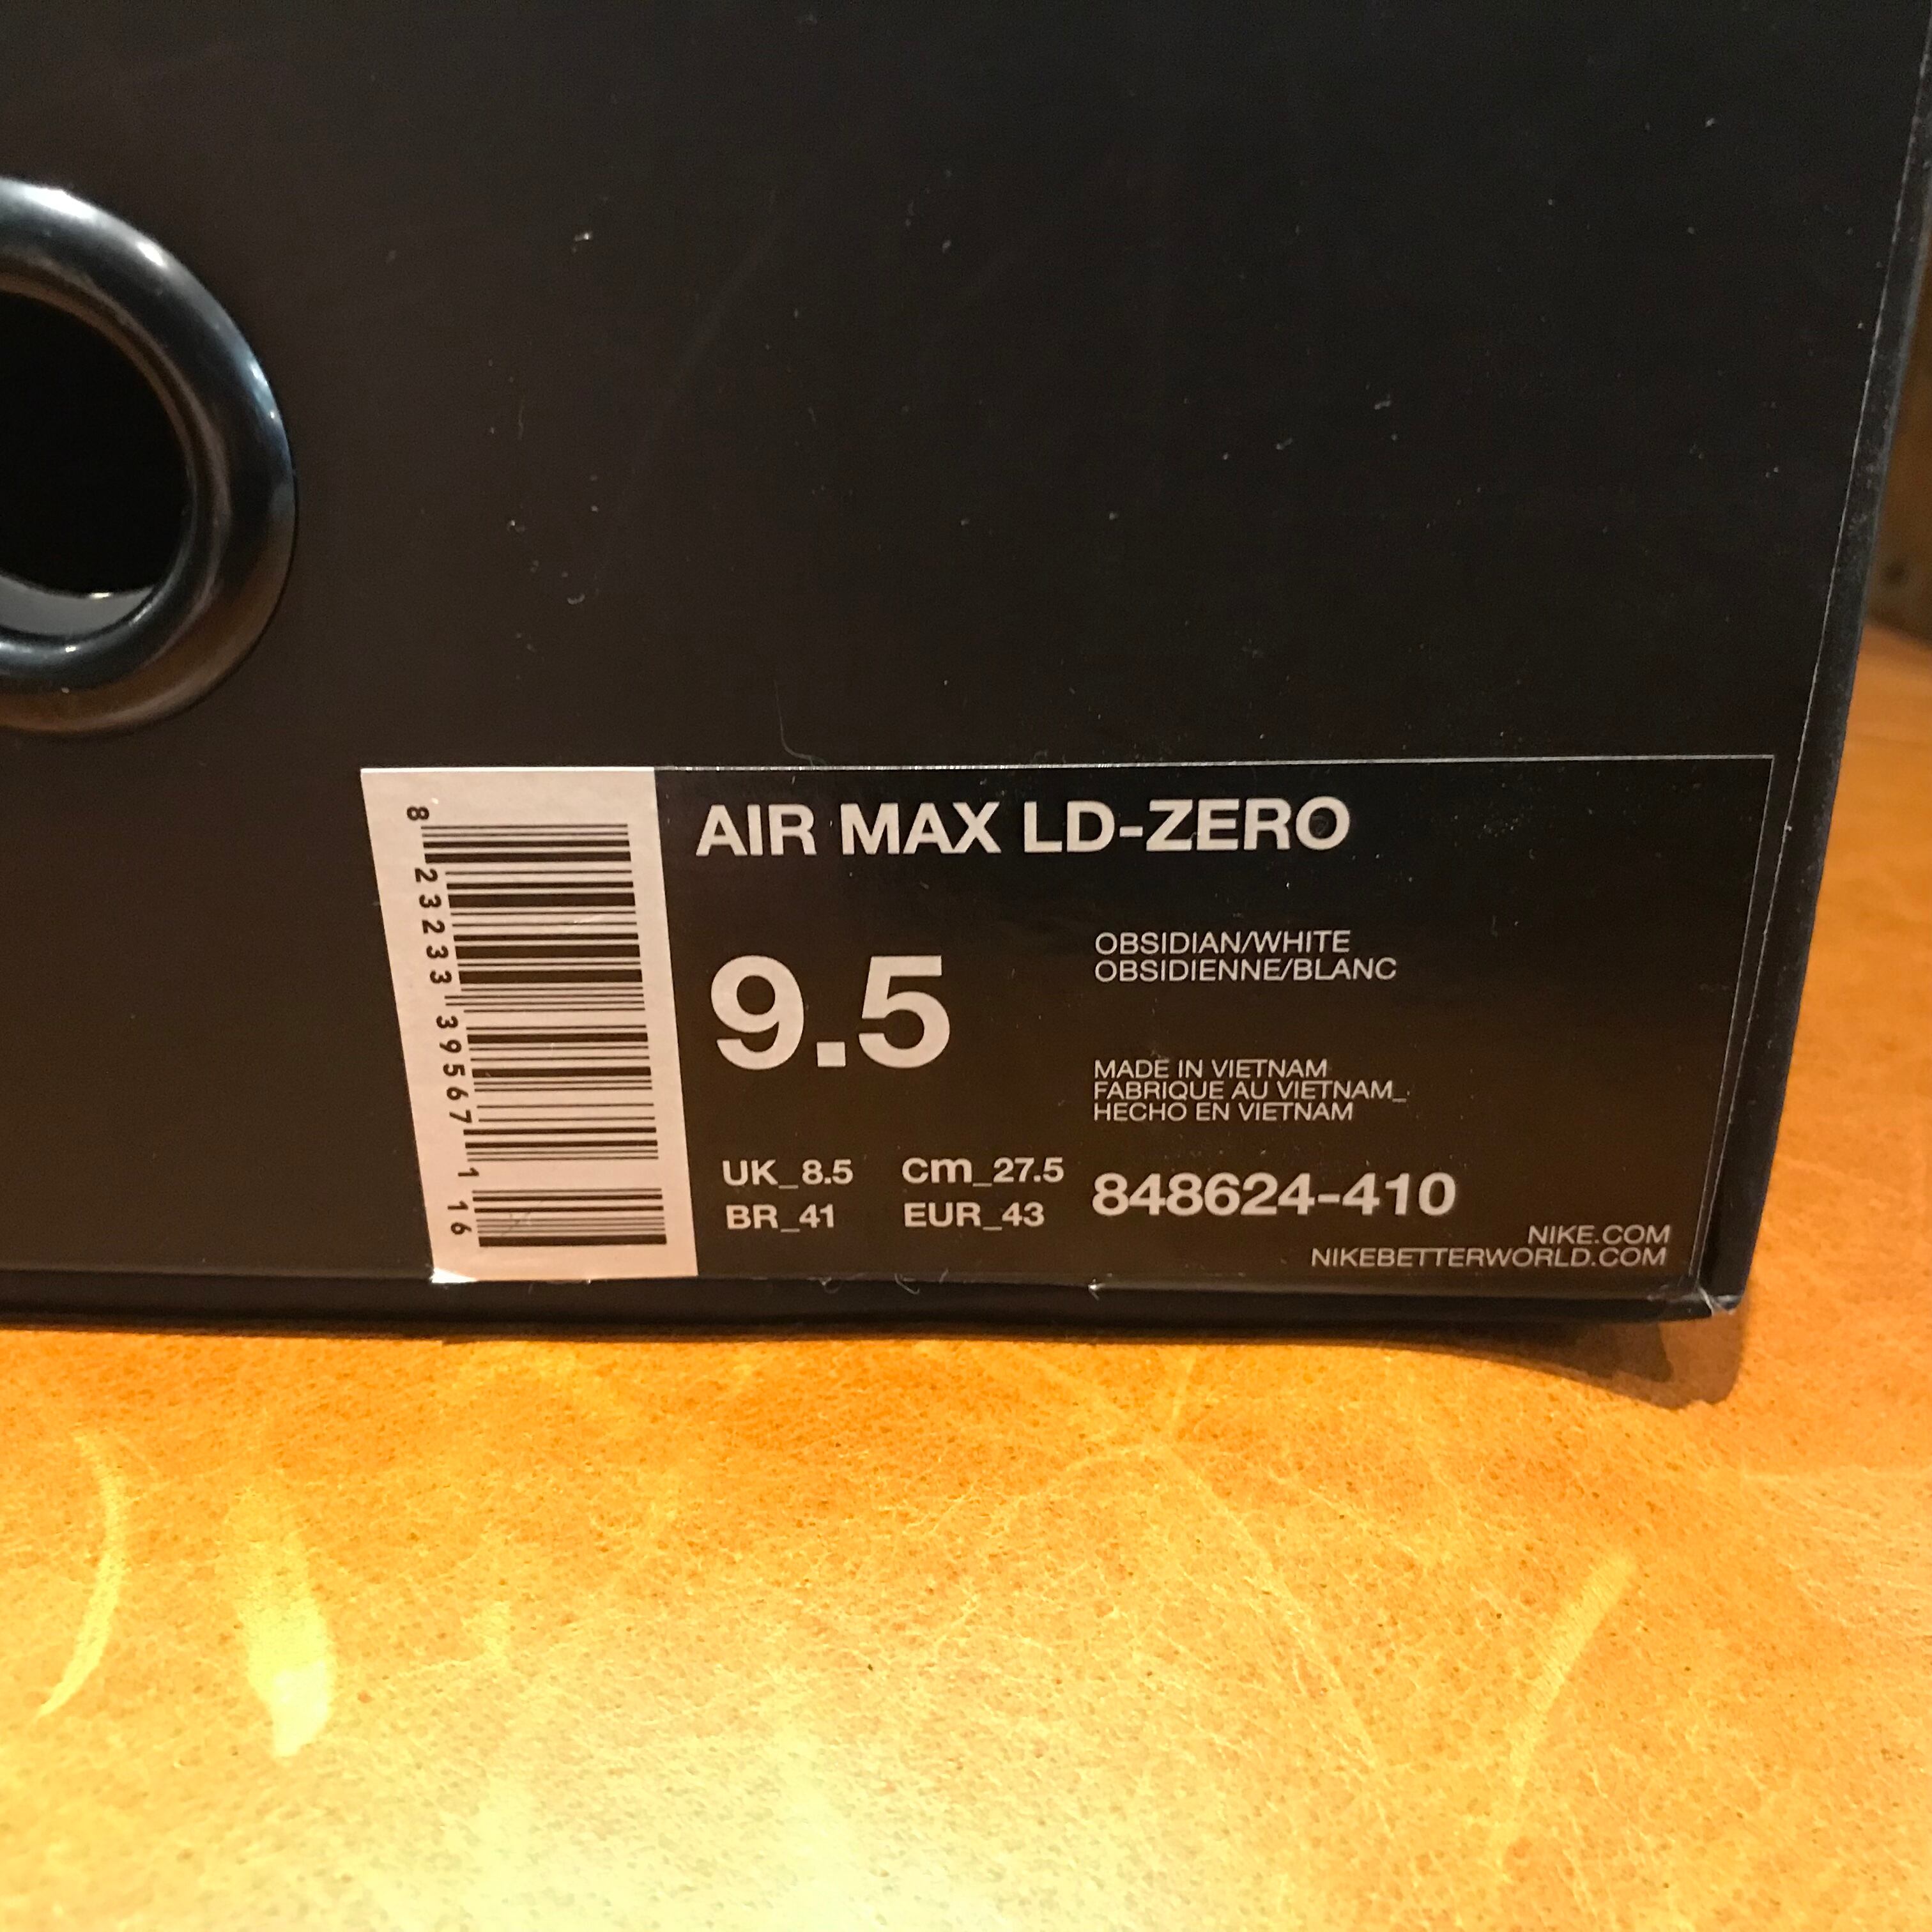 8 23233 39567 1 16
AIR MAX LD-ZERO
9.5
OBSIDIAN/WHITE
OBSIDIENNE/BLANC
MADE IN VIETNAM
FABRIQUE AU VIETNAM_
HECHO EN VIETNAM
UK_8.5 Cm_27.5
BR_41 EUR_43
848624-410
NIKE.COM
NIKEBETTERWORLD.COM